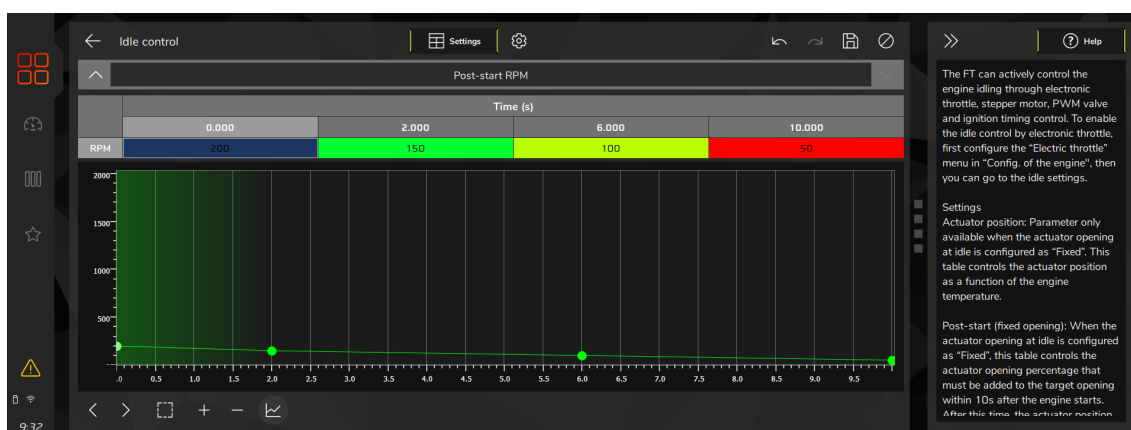 Idle control
Settings
Help
Post-start RPM
Time (s)
0.000 2.000 6.000 10.000
RPM 200 150 100 50
2000
1500
1000
500
.0 0.5 1.0 1.5 2.0 2.5 3.0 3.5 4.0 4.5 5.0 5.5 6.0 6.5 7.0 7.5 8.0 8.5 9.0 9.5
9:32
The FT can actively control the
engine idling through electronic
throttle, stepper motor, PWM valve
and ignition timing control. To enable
the idle control by electronic throttle,
first configure the "Electric throttle"
menu in "Config. of the engine", then
you can go to the idle settings.
Settings
Actuator position: Parameter only
available when the actuator opening
at idle is configured as “Fixed”. This
table controls the actuator position
as a function of the engine
temperature.
Post-start (fixed opening): When the
actuator opening at idle is configured
as “Fixed”, this table controls the
actuator opening percentage that
must be added to the target opening
within 10s after the engine starts.
After this time, the actuator position